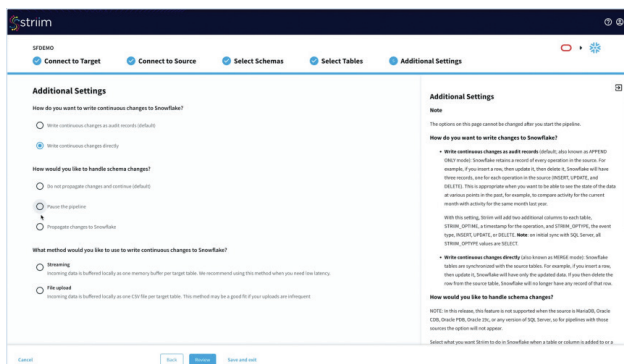 striim
SFDEMO
Connect to Target
Connect to Source
Select Schemas
Select Tables
Additional Settings
Additional Settings
How do you want to write continuous changes to Snowflake?
Write continuous changes as audit records (default)
Write continuous changes directly
How would you like to handle schema changes?
Do not propagate changes and continue (default)
Pause the pipeline
Propagate changes to Snowflake
What method would you like to use to write continuous changes to Snowflake?
Streaming
Incoming data is buffered locally as one memory buffer per target table. We recommend using this method when you need low latency.
File upload
Incoming data is buffered locally as one CSV file per target table. This method may be a good fit if your uploads are infrequent
Additional Settings
Note
The options on this page cannot be changed after you start the pipeline.
How do you want to write changes to Snowflake?
• Write continuous changes as audit records (default; also known as APPEND
ONLY mode): Snowflake retains a record of every operation in the source. For
example, if you insert a row, then update it, then delete it, Snowflake will have
three records, one for each operation in the source (INSERT, UPDATE, and
DELETE). This is appropriate when you want to be able to see the state of the data
at various points in the past, for example, to compare activity for the current
month with activity for the same month last year.
With this setting, Striim will add two additional columns to each table,
STRIIM_OPTIME, a timestamp for the operation, and STRIIM_OPTYPE, the event
type, INSERT, UPDATE, or DELETE. Note: on initial sync with SQL Server, all
STRIIM_OPTYPE values are SELECT.
• Write continuous changes directly (also known as MERGE mode): Snowflake
tables are synchronized with the source tables. For example, if you insert a row,
then update it, Snowflake will have only the updated data. If you then delete the
row from the source table, Snowflake will no longer have any record of that row.
How would you like to handle schema changes?
NOTE: In this release, this feature is not supported when the source is MariaDB, Oracle
CDB, Oracle PDB, Oracle 21c, or any version of SQL Server, so for pipelines with those
sources the option will not appear.
Select what you want Striim to do in Snowflake when a table or column is added to or a
Cancel
Back
Review
Save and exit